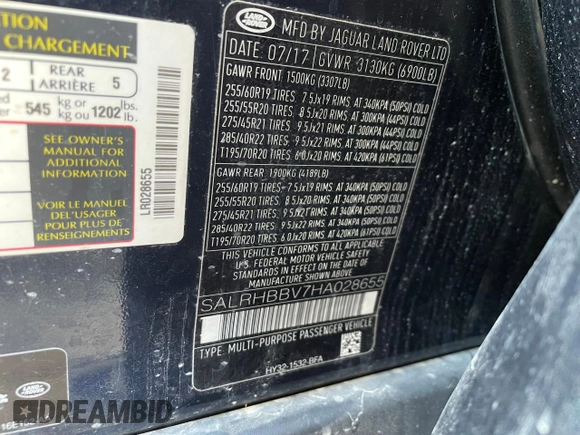 ATION
CHARGEMENT
2 REAR ARRIÈRE 5
545 kg or kg ou 1202 lbs. lb.
SEE OWNER'S
MANUAL FOR
ADDITIONAL
INFORMATION
VOIR LE MANUEL
DE L'USAGER
POUR PLUS DE
RENSEIGNEMENTS
LR028655
LAND ROVER
MFD BY JAGUAR LAND ROVER LTD
DATE: 07/17 GVWR 3130KG (6900LB)
GAWR FRONT 1500KG (3307LB)
255/60R19 TIRES, 7.5Jx19 RIMS, AT 340KPA (50PSI) COLD
255/55R20 TIRES, 8.5Jx20 RIMS, AT 300KPA (44PSI) COLD
275/45R21 TIRES, 9.5Jx21 RIMS, AT 300KPA (44PSI) COLD
285/40R22 TIRES, 9.5Jx22 RIMS, AT 300KPA (44PSI) COLD
T195/70R20 TIRES, 6.0Jx20 RIMS, AT 420KPA (61PSI) COLD
GAWR REAR 1900KG (4189LB)
255/60R19 TIRES, 7.5Jx19 RIMS, AT 340KPA (50PSI) COLD
255/55R20 TIRES, 8.5Jx20 RIMS, AT 340KPA (50PSI) COLD
275/45R21 TIRES, 9.5Jx21 RIMS, AT 340KPA (50PSI) COLD
285/40R22 TIRES, 9.5Jx22 RIMS, AT 340KPA (50PSI) COLD
T195/70R20 TIRES, 6.0Jx20 RIMS, AT 420KPA (61PSI) COLD
THIS VEHICLE CONFORMS TO ALL APPLICABLE
U.S. FEDERAL MOTOR VEHICLE SAFETY
STANDARDS IN EFFECT ON THE DATE OF
MANUFACTURE SHOWN ABOVE
SALRHBBV7HA028655
TYPE: MULTI-PURPOSE PASSENGER VEHICLE
HY32-1532-BFA
LAND ROVER
DREAMBID